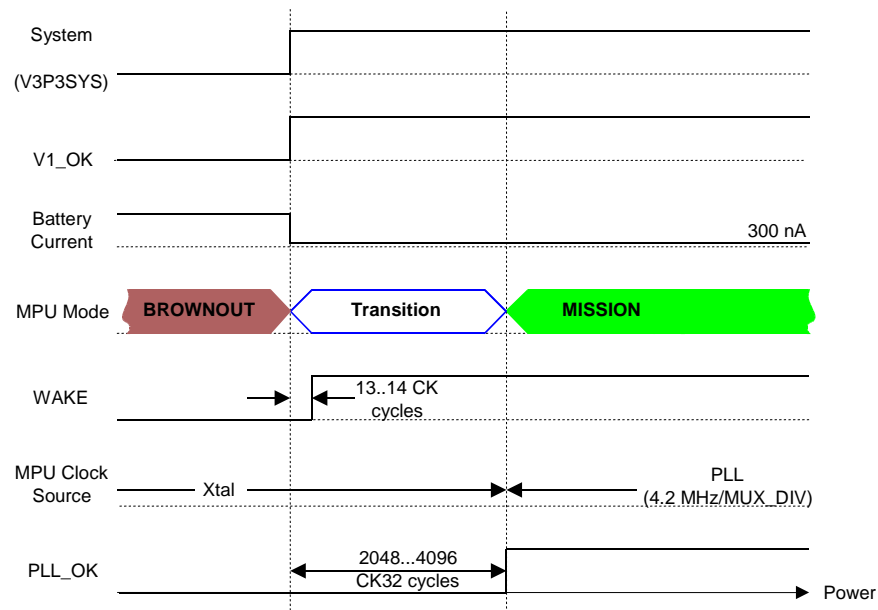 System
(V3P3SYS)
V1_OK
Battery
Current
300 nA
MPU Mode
BROWNOUT
Transition
MISSION
WAKE
13..14 CK
cycles
MPU Clock
Source
Xtal
PLL
(4.2 MHz/MUX_DIV)
PLL_OK
2048...4096
CK32 cycles
Power